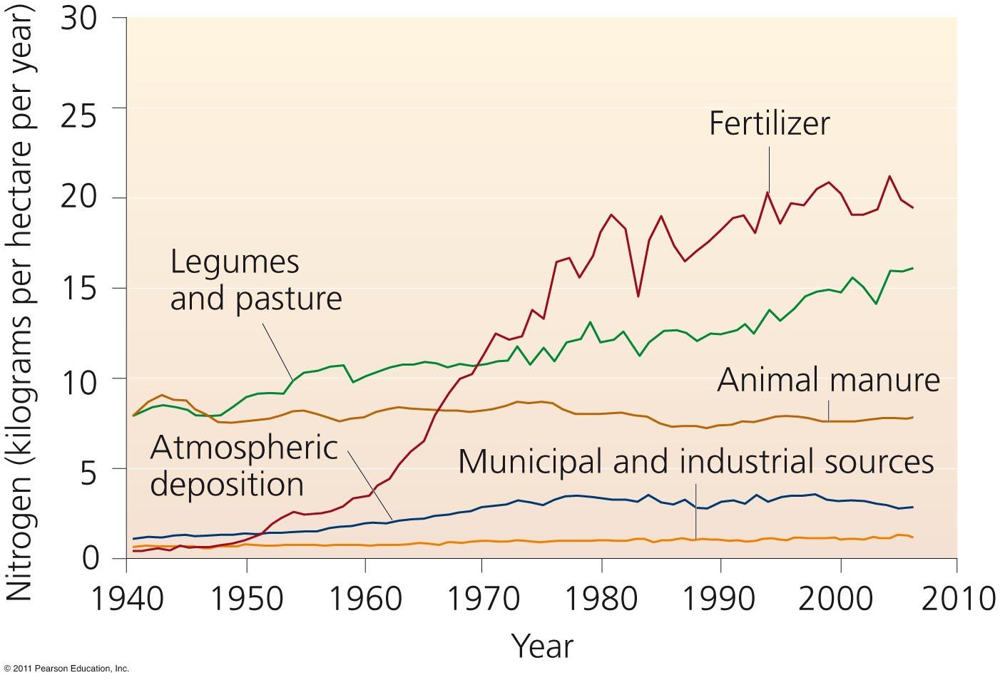 Nitrogen (kilograms per hectare per year)
30
25
20
15
10
5
0
Fertilizer
Legumes
and pasture
Animal manure
Atmospheric
deposition
Municipal and industrial sources
1940 1950 1960 1970 1980 1990 2000 2010
Year
© 2011 Pearson Education, Inc.